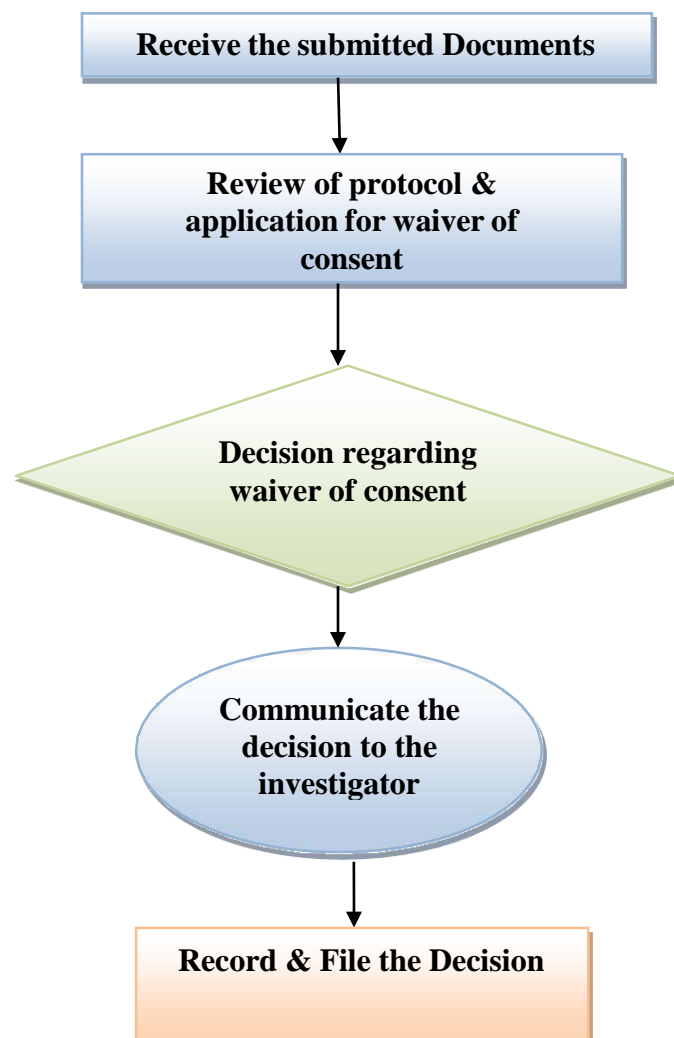 Receive the submitted Documents
Review of protocol &
application for waiver of
consent
Decision regarding
waiver of consent
Communicate the
decision to the
investigator
Record & File the Decision